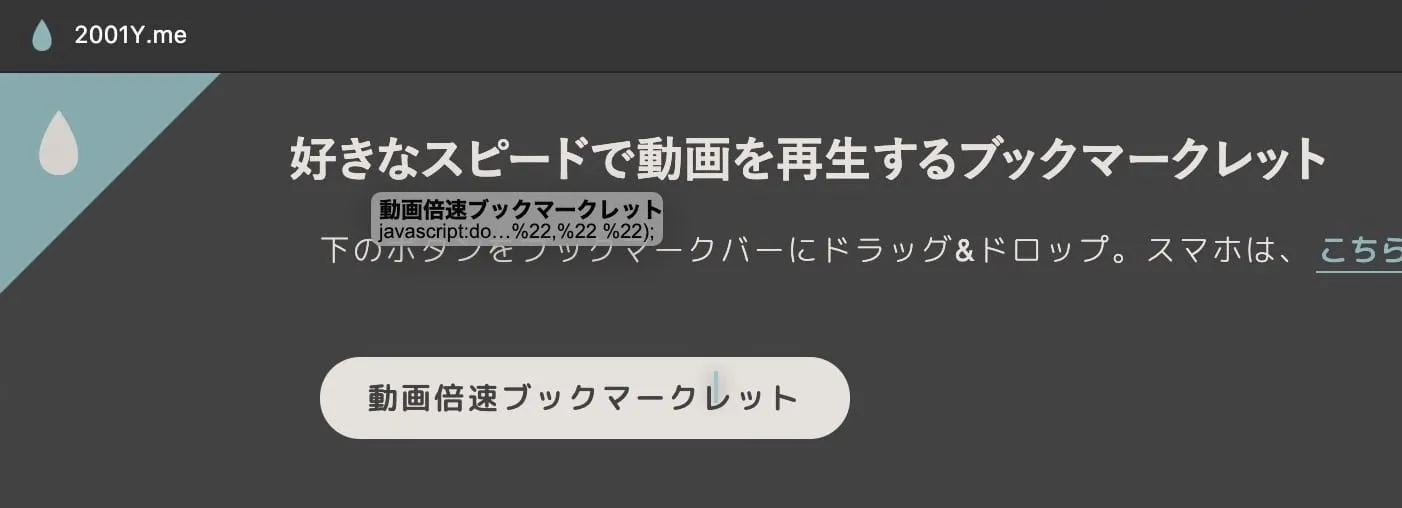 2001Y.me
好きなスピードで動画を再生するブックマークレット
動画倍速ブックマークレット
javascript:do…%22,%22 %22);
下のボタンをブックマークバーにドラッグ&ドロップ。スマホは、 こちら
動画倍速ブックマークレット